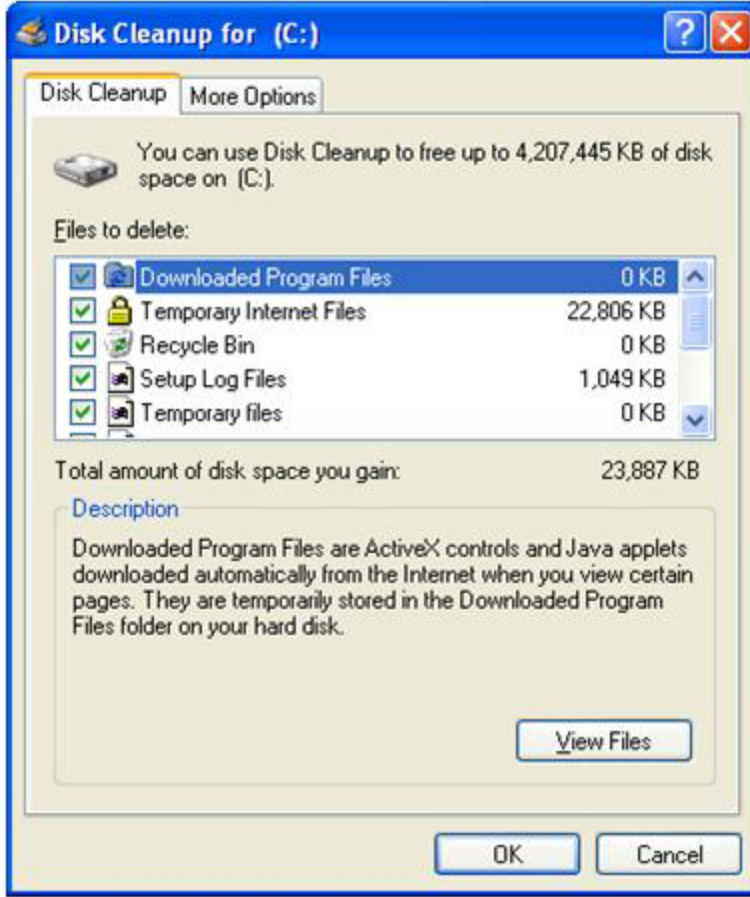 Disk Cleanup for (C:)
Disk Cleanup
More Options
You can use Disk Cleanup to free up to 4,207,445 KB of disk
space on (C:).
Files to delete:
Downloaded Program Files 0 KB
Temporary Internet Files 22,806 KB
Recycle Bin 0 KB
Setup Log Files 1,049 KB
Temporary files 0 KB
Total amount of disk space you gain: 23,887 KB
Description
Downloaded Program Files are ActiveX controls and Java applets
downloaded automatically from the Internet when you view certain
pages. They are temporarily stored in the Downloaded Program
Files folder on your hard disk.
View Files
OK Cancel